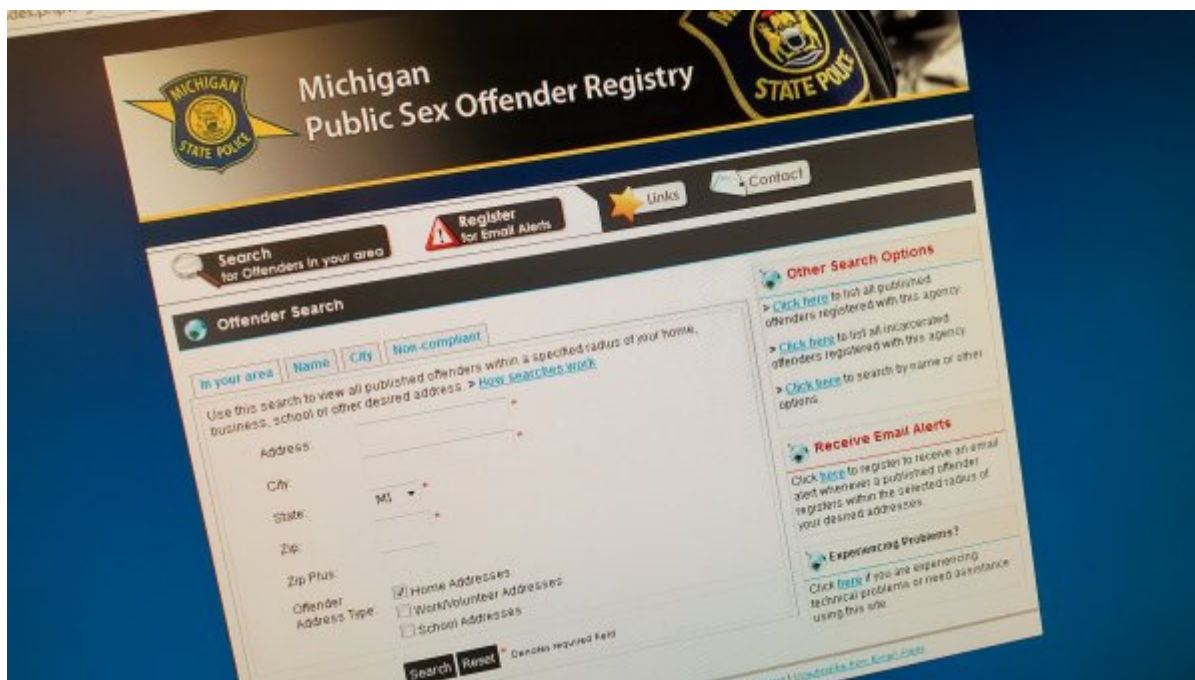 Michigan
Public Sex Offender Registry
MICHIGAN
STATE POLICE
STATE POLICE
Search
for Offenders in your area
Register
for Email Alerts
Links
Contact
Offender Search
In your area
Name
City
Non-compliant
Use this search to view all published offenders within a specified radius of your home,
business, school or other desired address. » How searches work
Address:
*
City:
*
State:
MI
*
Zip:
*
Zip Plus:
Offender
Address Type:
Home Addresses
Work/Volunteer Addresses
School Addresses
Search
Reset
* Denotes required field
Other Search Options
» Click here to list all published
offenders registered with this agency
» Click here to list all incarcerated
offenders registered with this agency
» Click here to search by name or other
options
Receive Email Alerts
Click here to register to receive an email
alert whenever a published offender
registers within the selected radius of
your desired addresses.
Experiencing Problems?
Click here if you are experiencing
technical problems or need assistance
using this site.
from Email Alerts